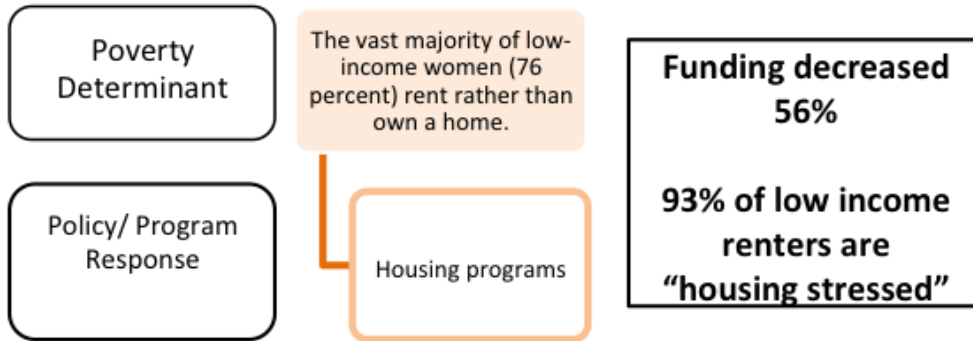 Poverty
Determinant
The vast majority of low-
income women (76
percent) rent rather than
own a home.
Funding decreased
56%
93% of low income
renters are
“housing stressed”
Policy/ Program
Response
Housing programs